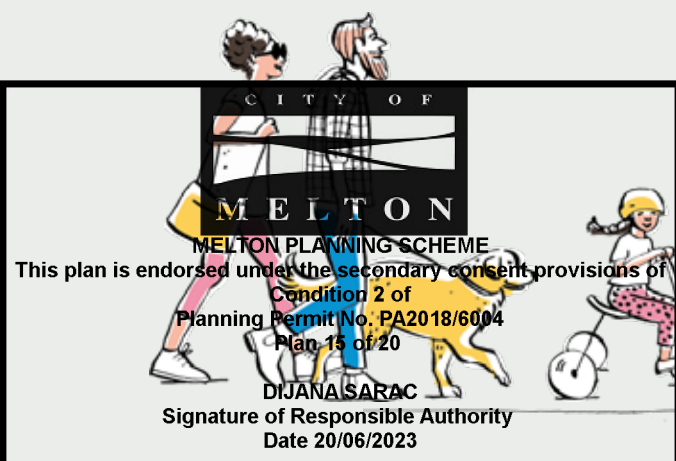 CITY OF
MELTON
MELTON PLANNING SCHEME
This plan is endorsed under the secondary consent provisions of
Condition 2 of
Planning Permit No. PA2018/6004
Plan 15 of 20
DIJANA SARAC
Signature of Responsible Authority
Date 20/06/2023